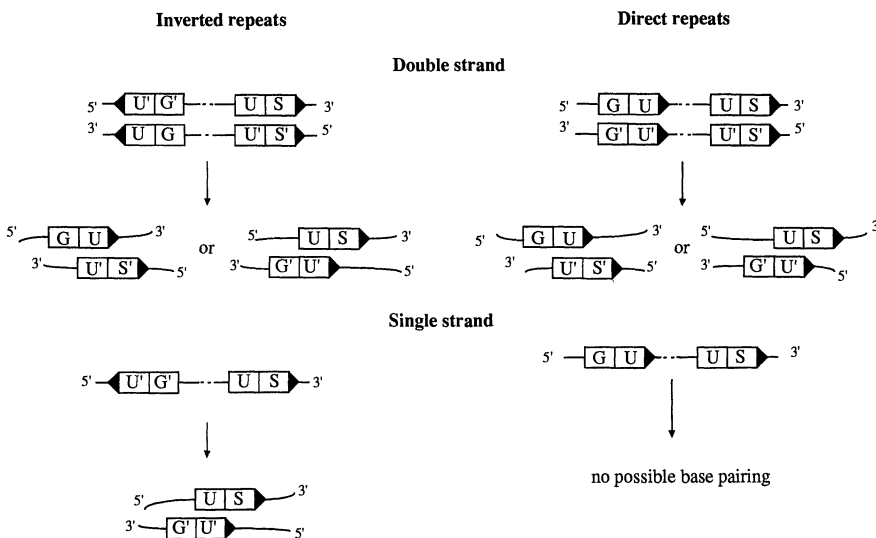 Inverted repeats
Direct repeats
Double strand
5' U' G' U S 3'
3' U G U' S' 5'
5' G U U S 3'
3' G' U' U' S' 5'
5' G U 3'
3' U' S' 5'
or
5' U S 3'
3' G' U' 5'
5' G U 3'
3' U' S' 5'
or
5' U S 3'
3' G' U' 5'
Single strand
5' U' G' U S 3'
5' G U U S 3'
5' U S 3'
3' G' U' 5'
no possible base pairing